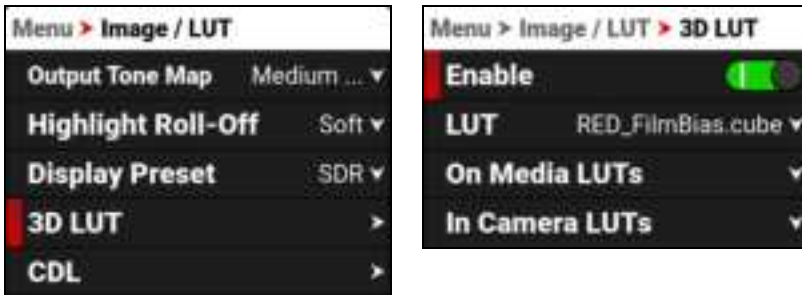 Menu > Image / LUT
Output Tone Map Medium ...
Highlight Roll-Off Soft
Display Preset SDR
3D LUT >
CDL >
Menu > Image / LUT > 3D LUT
Enable
LUT RED_FilmBias.cube
On Media LUTs
In Camera LUTs